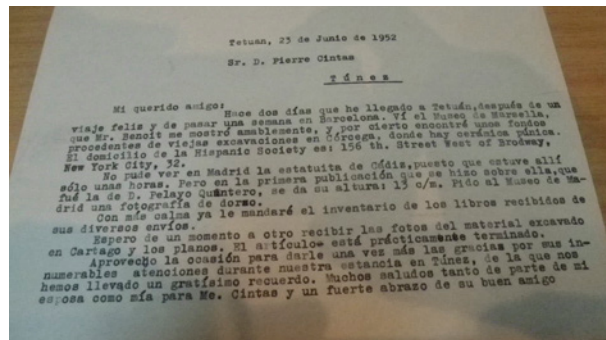 Tetuan, 23 de Junio de 1952
Sr. D. Pierre Cintas
Túnez
Mi querido amigo:
Hace dos días que he llegado a Tetuán,después de un
viaje feliz y de pasar una semana en Barcelona. Ví el Museo de Marsella,
que Mr. Benoit me mostró amablemente, y por cierto encontré unos fondos
procedentes de viejas excavaciones en Córcega, donde hay cerámica púnica.
El domicilio de la Hispanic Society es: 156 th. Street West of Brodway,
New York City, 32.
No pude ver en Madrid la estatuita de Cádiz,puesto que estuve allí
sólo unas horas. Pero en la primera publicación que se hizo sobre ella,que
fué la de D. Pelayo Quintero, se da su altura: 13 c/m. Pido al Museo de Ma-
drid una fotografía de dorso.
Con más calma ya le mandaré el inventario de los libros recibidos de
sus diversos envíos.
Espero de un momento a otro recibir las fotos del material excavado
en Cartago y los planos. El artículo está prácticamente terminado.
Aprovecho la ocasión para darle una vez más las gracias por sus in-
numerables atenciones durante nuestra estancia en Túnez, de la que nos
hemos llevado un gratísimo recuerdo. Muchos saludos tanto de parte de mi
esposa como mía para Me. Cintas y un fuerte abrazo de su buen amigo